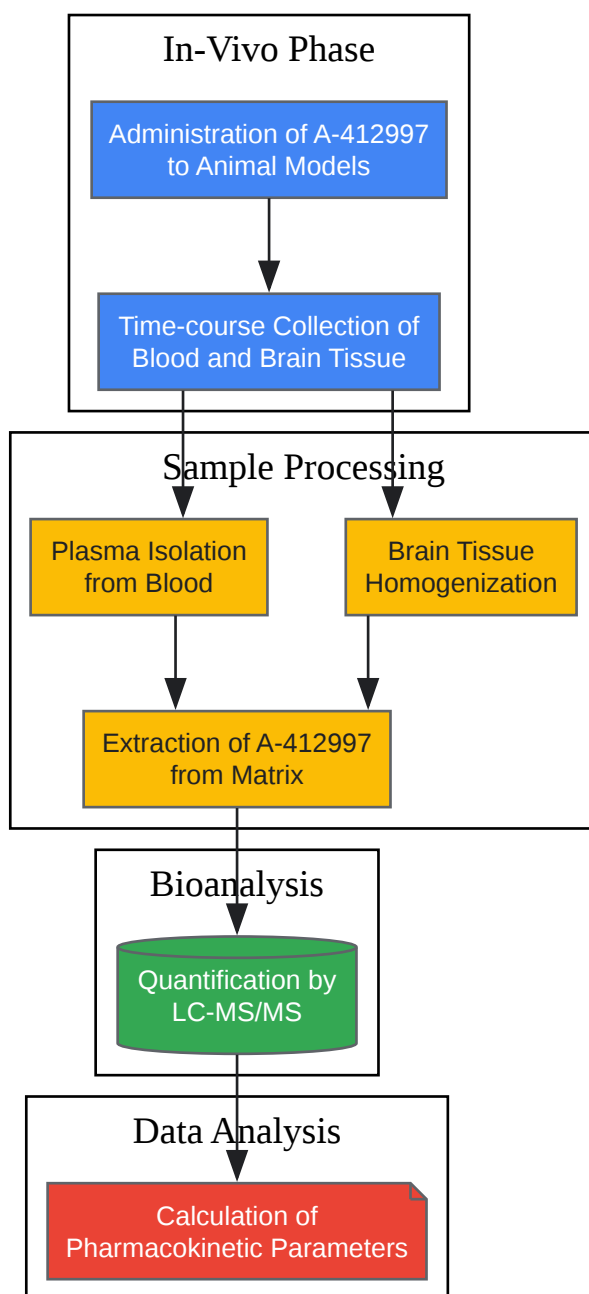 In-Vivo Phase
Administration of A-412997
to Animal Models
Time-course Collection of
Blood and Brain Tissue
Sample Processing
Plasma Isolation
from Blood
Brain Tissue
Homogenization
Extraction of A-412997
from Matrix
Bioanalysis
Quantification by
LC-MS/MS
Data Analysis
Calculation of
Pharmacokinetic Parameters